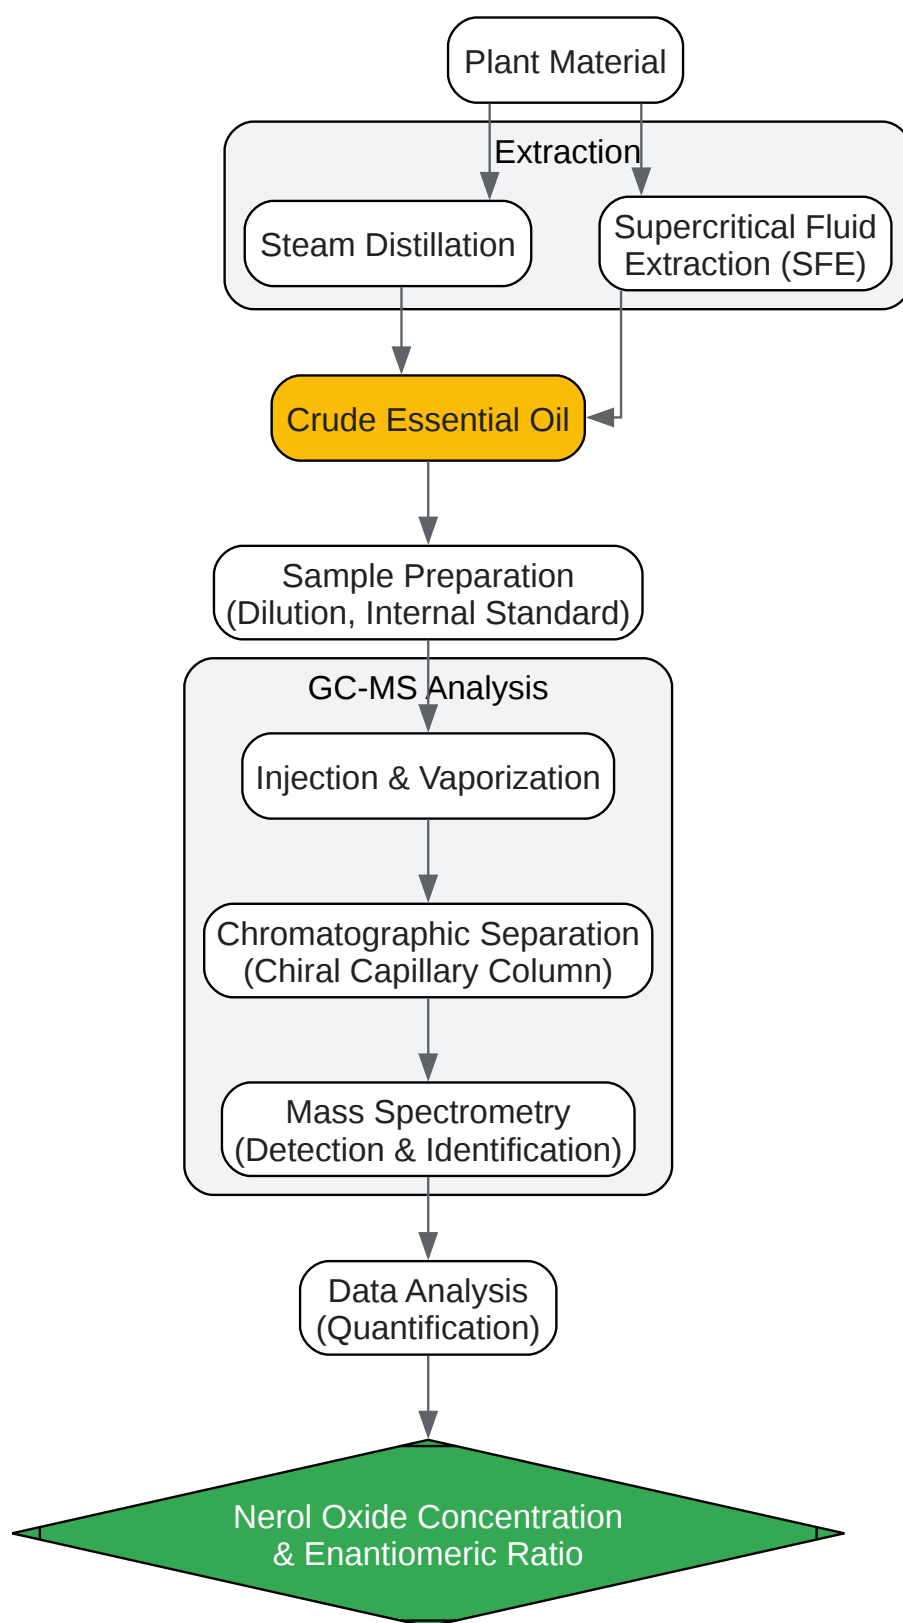 Plant Material
Extraction
Steam Distillation
Supercritical Fluid
Extraction (SFE)
Crude Essential Oil
Sample Preparation
(Dilution, Internal Standard)
GC-MS Analysis
Injection & Vaporization
Chromatographic Separation
(Chiral Capillary Column)
Mass Spectrometry
(Detection & Identification)
Data Analysis
(Quantification)
Nerol Oxide Concentration
& Enantiomeric Ratio